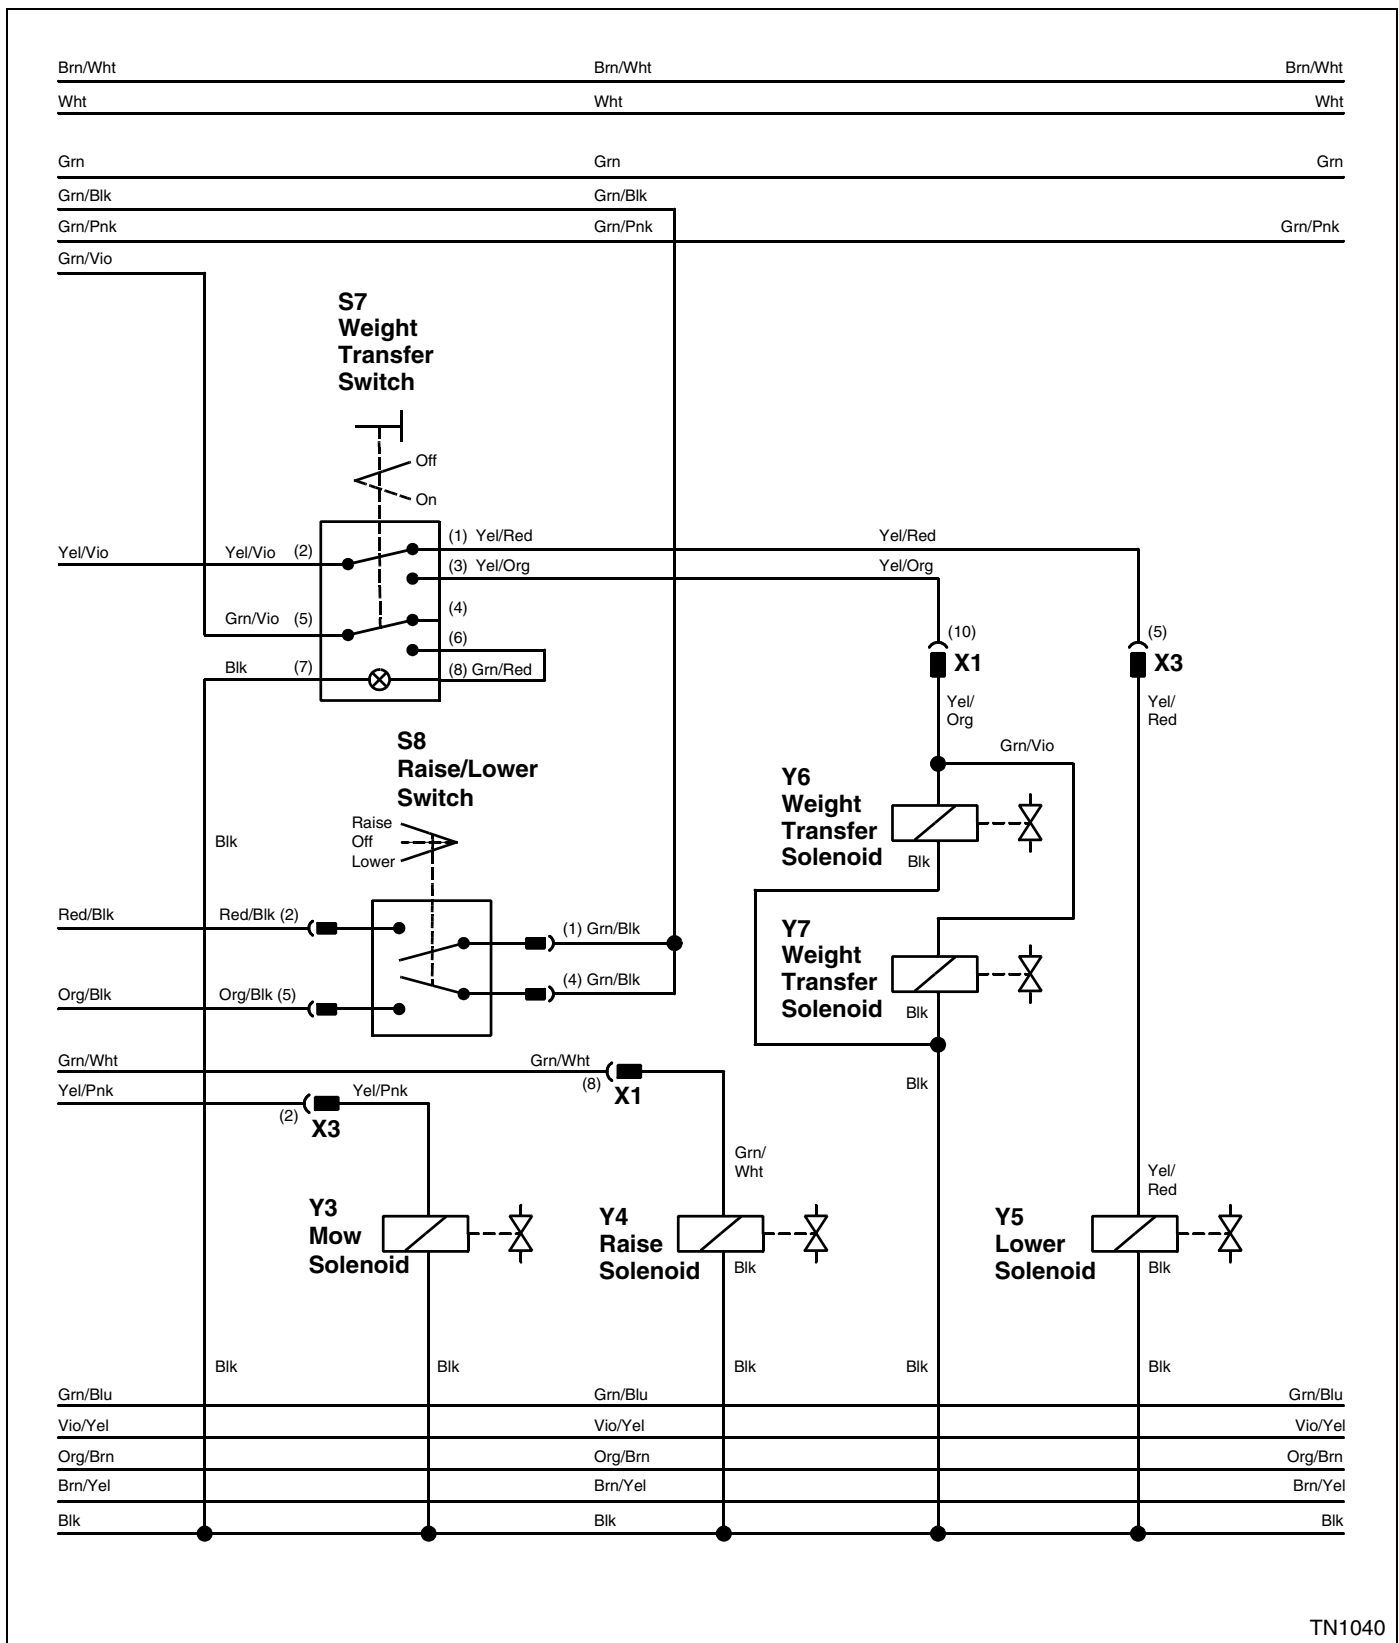 Brn/Wht Brn/Wht Brn/Wht
Wht Wht Wht
Grn Grn Grn
Grn/Blk Grn/Blk
Grn/Pnk Grn/Pnk Grn/Pnk
Grn/Vio
S7
Weight
Transfer
Switch
Off
On
Yel/Vio Yel/Vio (2) (1) Yel/Red Yel/Red
(3) Yel/Org Yel/Org
Grn/Vio (5) (4)
(6)
Blk (7) (8) Grn/Red
(10) X1
(5) X3
Yel/
Org
Yel/
Red
Grn/Vio
S8
Raise/Lower
Switch
Raise
Off
Lower
Blk
Y6
Weight
Transfer
Solenoid
Blk
Red/Blk Red/Blk (2) (1) Grn/Blk
Org/Blk Org/Blk (5) (4) Grn/Blk
Y7
Weight
Transfer
Solenoid
Blk
Grn/Wht Grn/Wht (8) X1
Yel/Pnk (2) X3 Yel/Pnk
Blk
Grn/
Wht
Yel/
Red
Y3
Mow
Solenoid
Y4
Raise
Solenoid
Blk
Y5
Lower
Solenoid
Blk
Blk Blk Blk Blk Blk
Grn/Blu Grn/Blu Grn/Blu
Vio/Yel Vio/Yel Vio/Yel
Org/Brn Org/Brn Org/Brn
Brn/Yel Brn/Yel Brn/Yel
Blk Blk Blk
TN1040